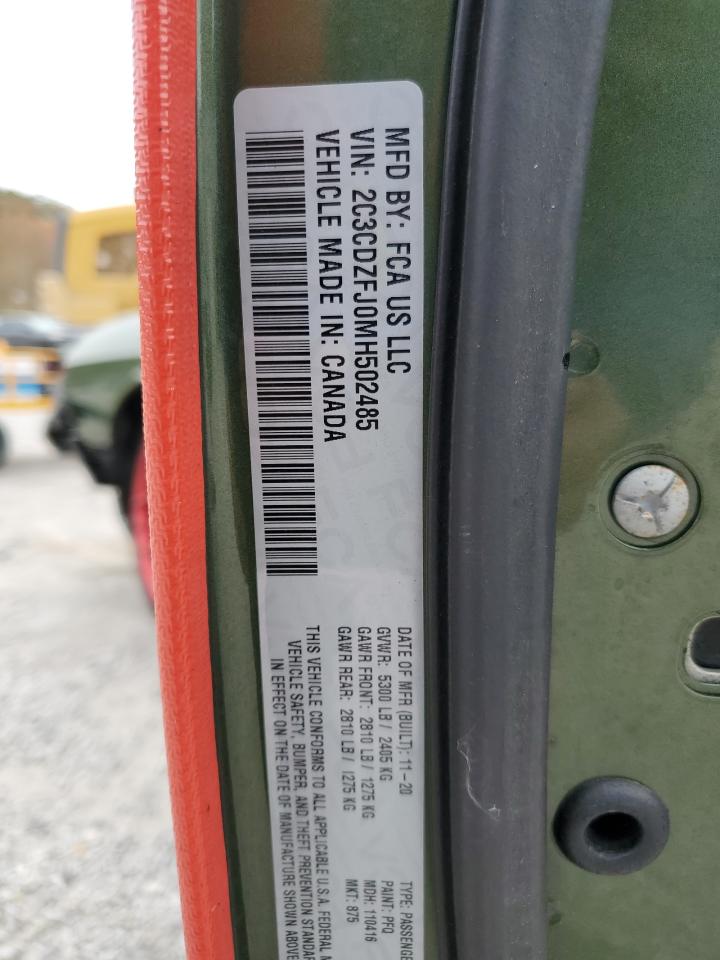 MFD BY: FCA US LLC
VIN: 2C3CDZFJ0MH502485
VEHICLE MADE IN: CANADA
DATE OF MFR (BUILT): 11-20
GVWR: 5300 LB / 2405 KG
GAWR FRONT: 2810 LB / 1275 KG
GAWR REAR: 2810 LB / 1275 KG
TYPE: PASSENGE
PAINT: PFQ
MDH: 110416
MKT: 875
THIS VEHICLE CONFORMS TO ALL APPLICABLE U.S.A. FEDERAL M
VEHICLE SAFETY, BUMPER, AND THEFT PREVENTION STANDAR
IN EFFECT ON THE DATE OF MANUFACTURE SHOWN ABOVE